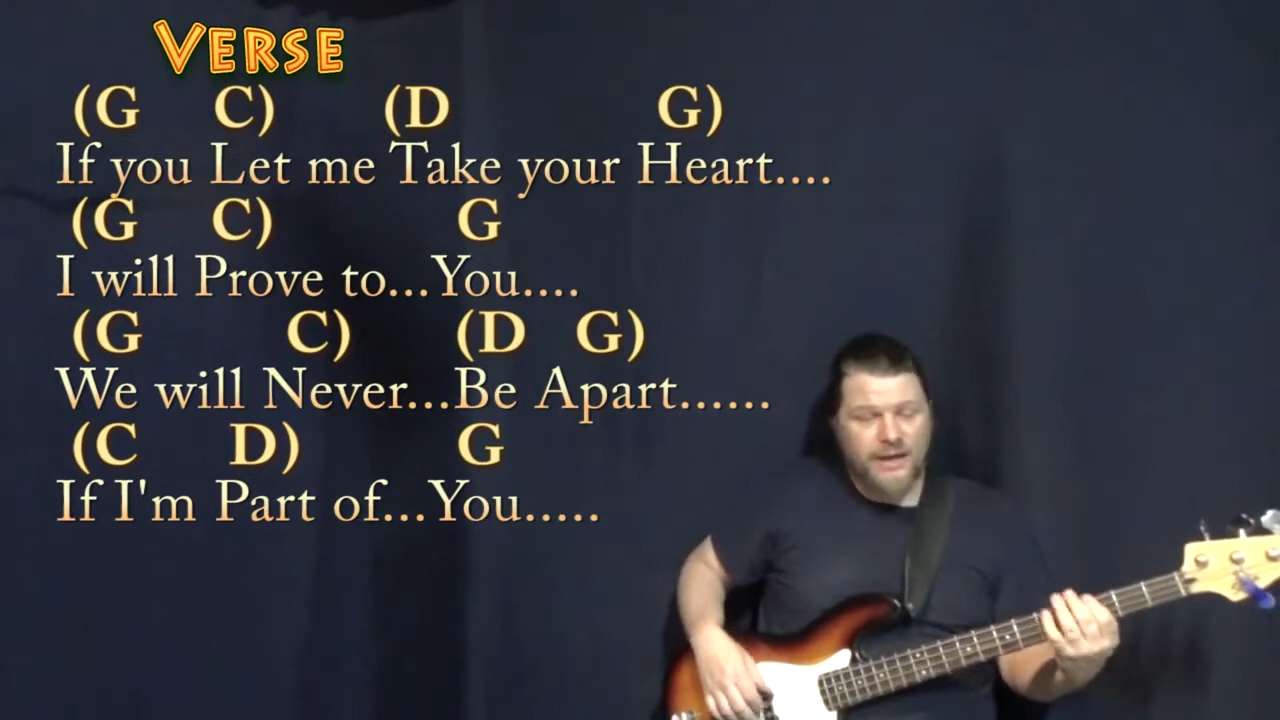 VERSE
(G C) (D G)
If you Let me Take your Heart....
(G C) G
I will Prove to...You....
(G C) (D G)
We will Never...Be Apart......
(C D) G
If I'm Part of...You.....